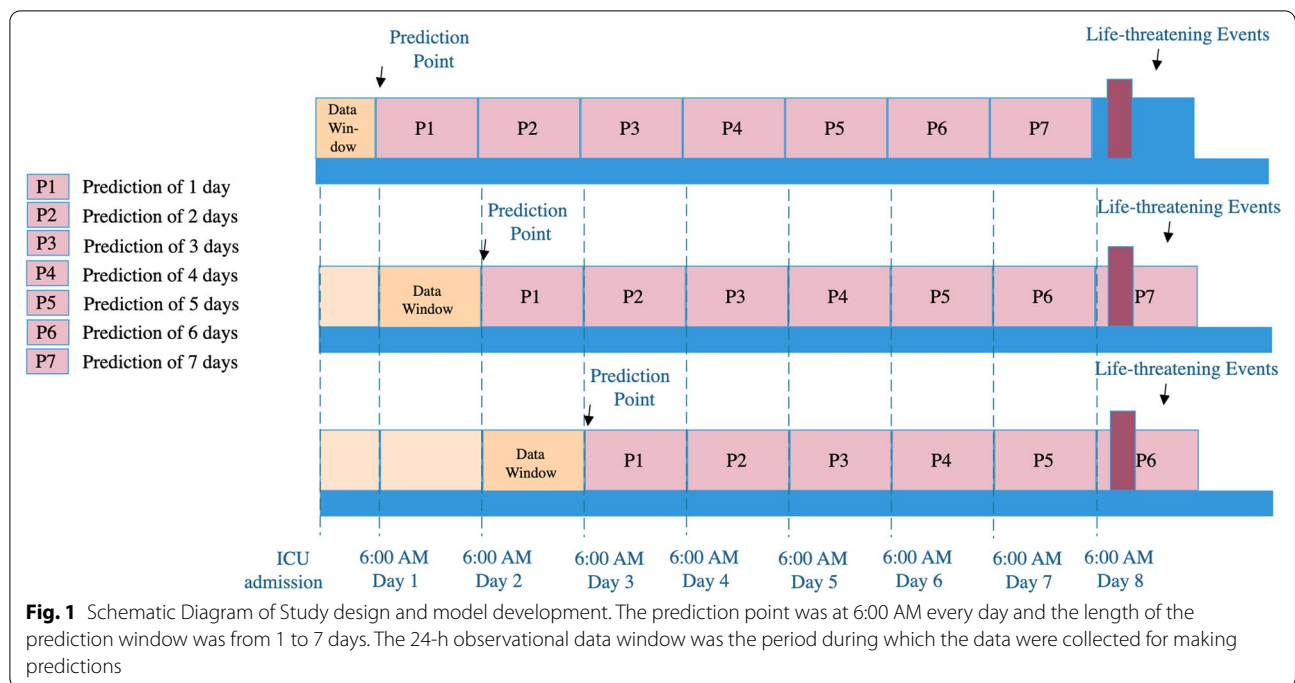 Prediction
Point
Life-threatening Events
Data
Win-
dow
P1 P2 P3 P4 P5 P6 P7
P1 Prediction of 1 day
P2 Prediction of 2 days
P3 Prediction of 3 days
P4 Prediction of 4 days
P5 Prediction of 5 days
P6 Prediction of 6 days
P7 Prediction of 7 days
Prediction
Point
Life-threatening Events
Data
Window
P1 P2 P3 P4 P5 P6 P7
Prediction
Point
Life-threatening Events
Data
Window
P1 P2 P3 P4 P5 P6
ICU
admission
6:00 AM
Day 1
6:00 AM
Day 2
6:00 AM
Day 3
6:00 AM
Day 4
6:00 AM
Day 5
6:00 AM
Day 6
6:00 AM
Day 7
6:00 AM
Day 8
Fig. 1 Schematic Diagram of Study design and model development. The prediction point was at 6:00 AM every day and the length of the
prediction window was from 1 to 7 days. The 24-h observational data window was the period during which the data were collected for making
predictions